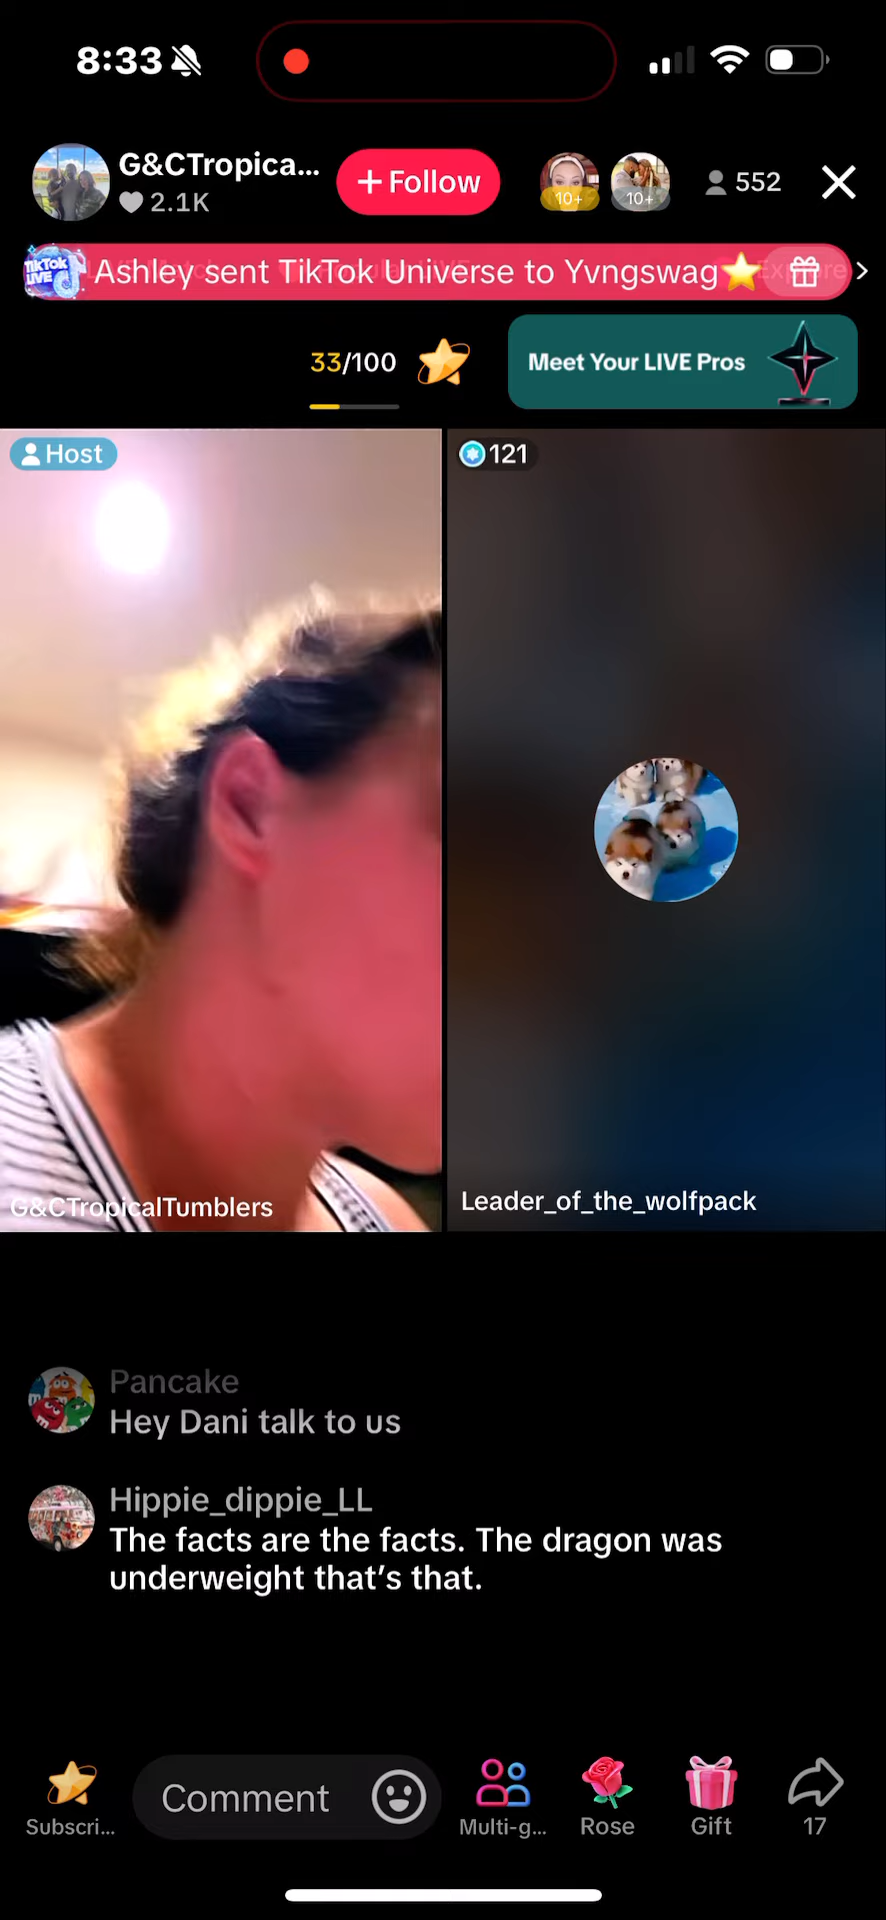 8:33
G&CTropica...
2.1K
+ Follow
10+
10+
552
TikTok LIVE
Ashley sent TikTok Universe to Yvngswag
33/100
Meet Your LIVE Pros
Host
121
G&CTropicalTumblers
Leader_of_the_wolfpack
Pancake
Hey Dani talk to us
Hippie_dippie_LL
The facts are the facts. The dragon was
underweight that's that.
Comment
Subscri...
Multi-g...
Rose
Gift
17